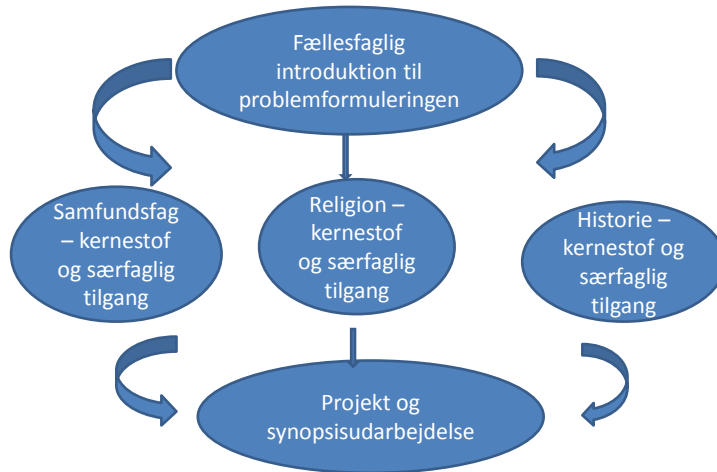 Fællesfaglig
introduktion til
problemformuleringen
Samfundsfag
– kernestof
og særfaglig
tilgang
Religion –
kernestof
og særfaglig
tilgang
Historie –
kernestof og
særfaglig
tilgang
Projekt og
synopsisudarbejdelse